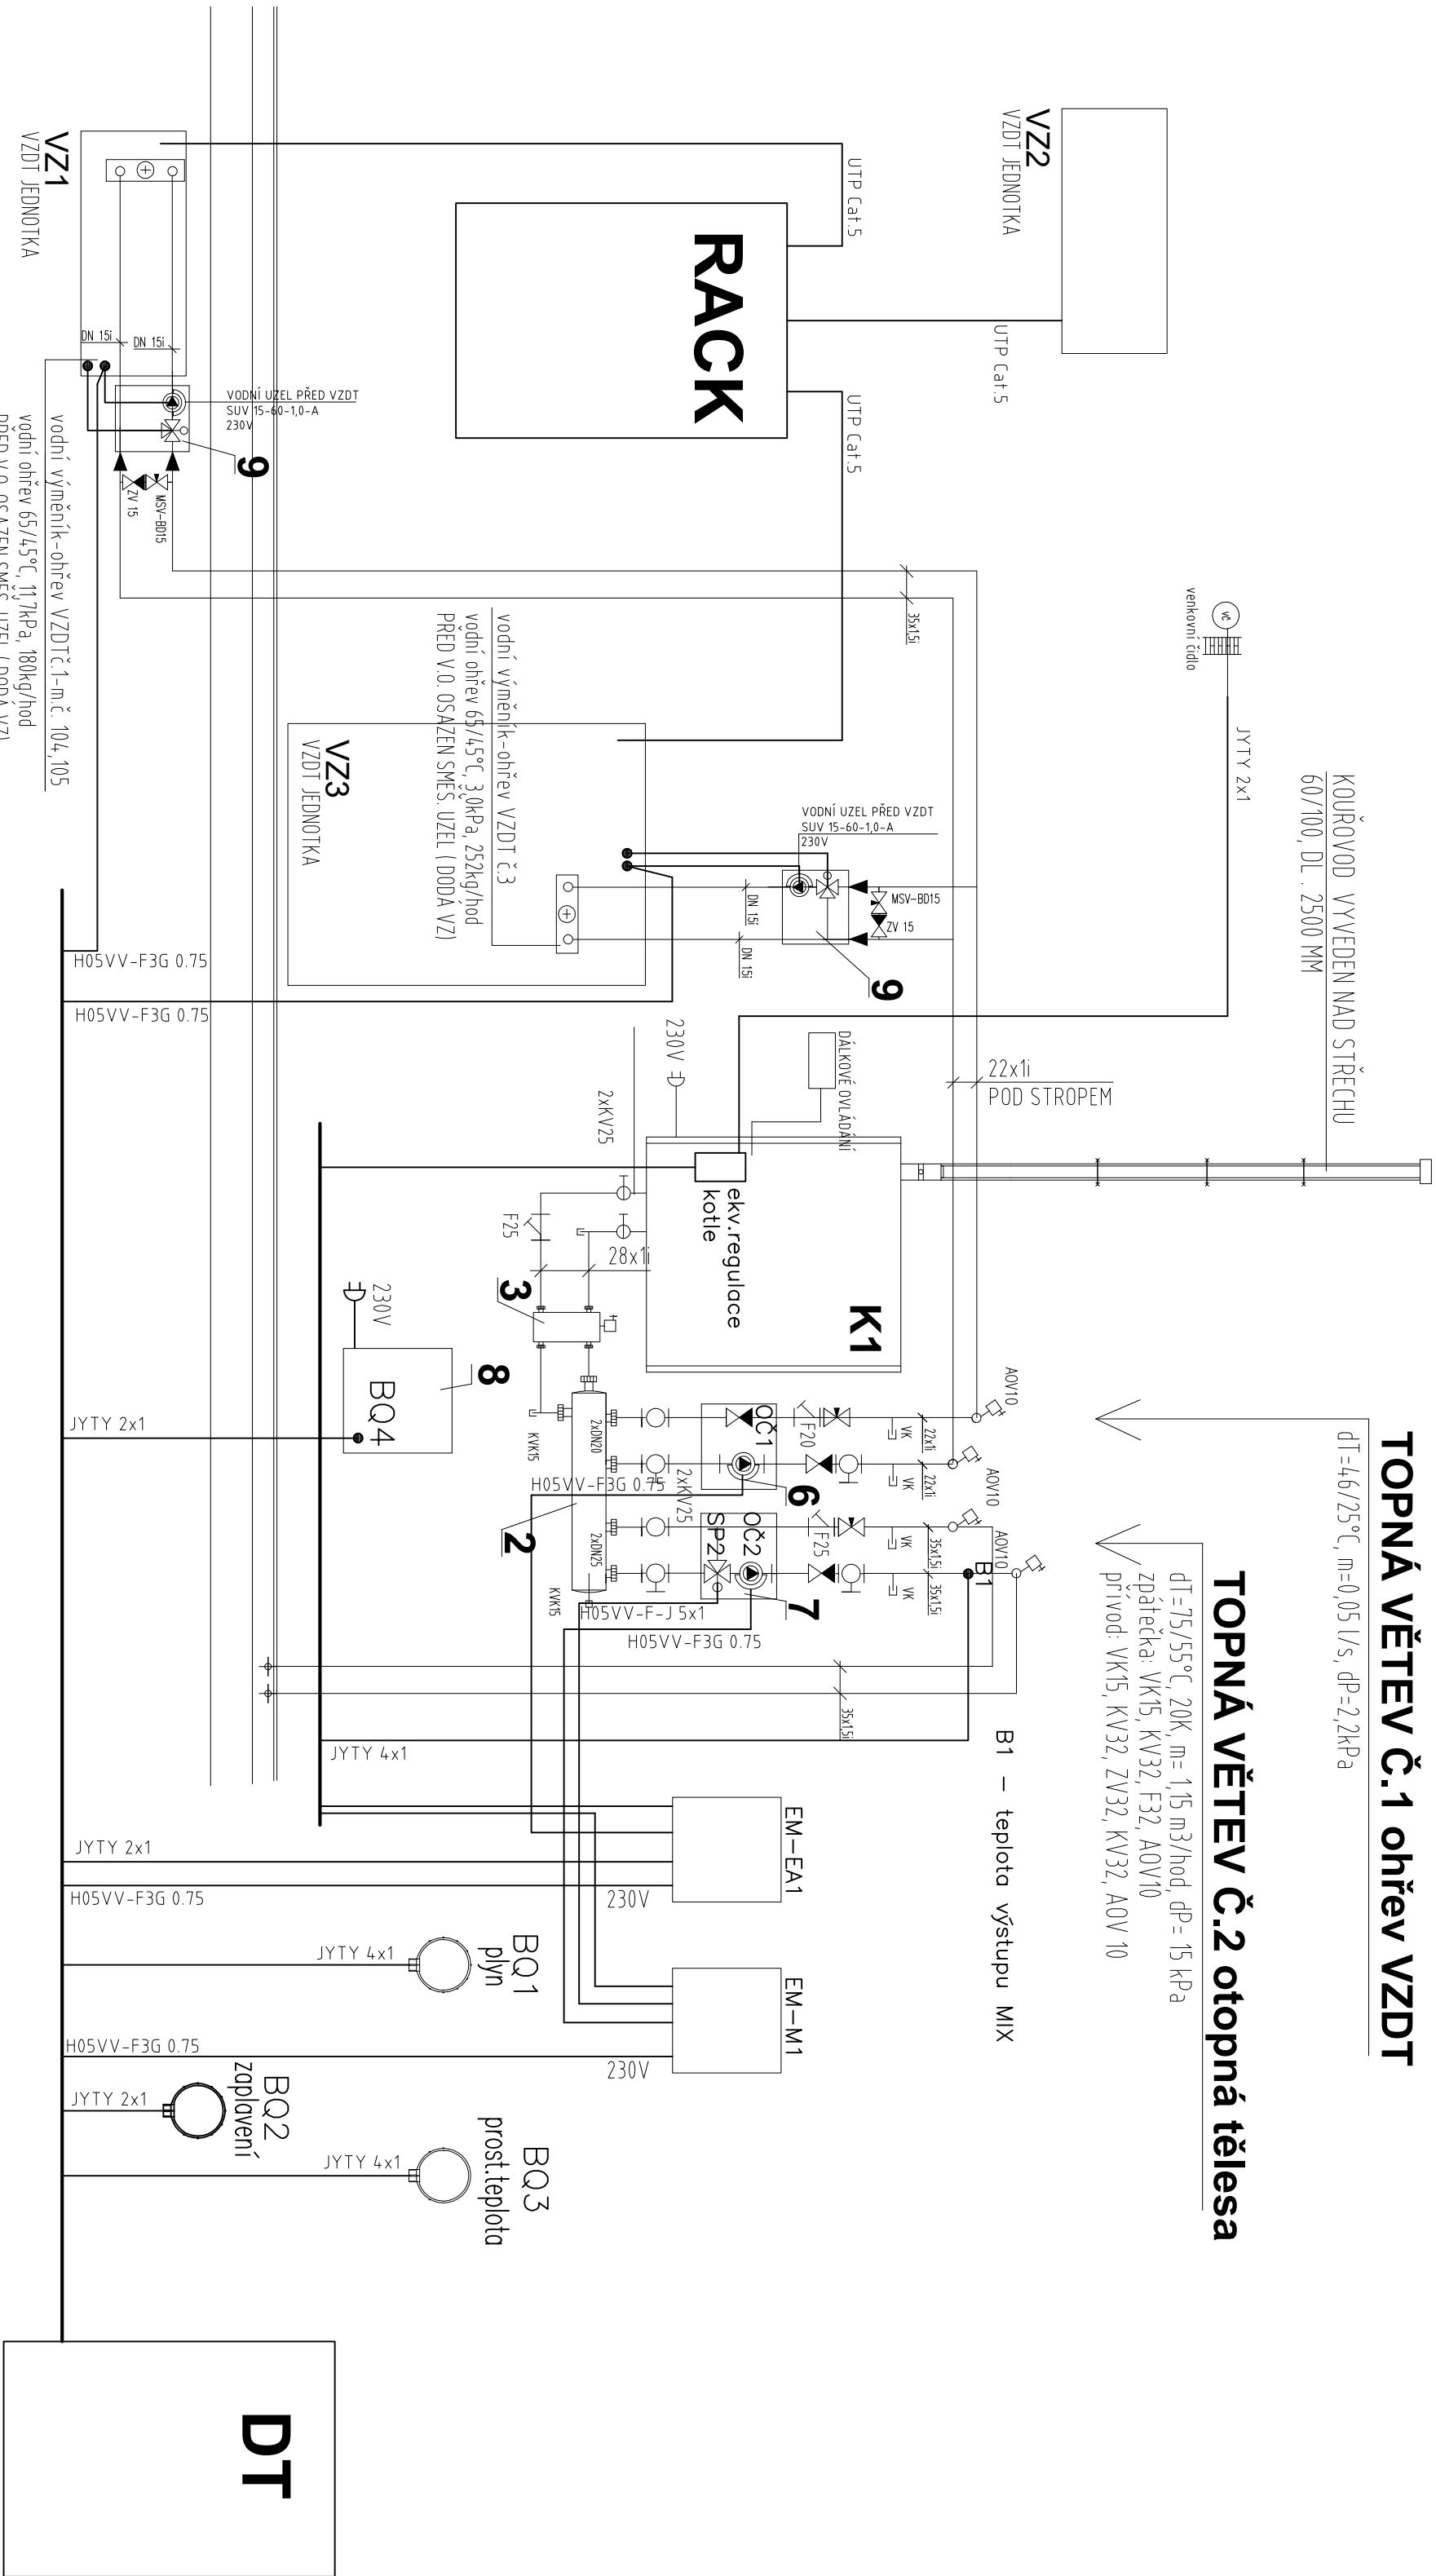 TOPNÁ VĚTEV Č.1 ohřev VZDT
dT=46/25°C, m=0,05 l/s, dP=2,2kPa
TOPNÁ VĚTEV Č.2 otopná tělesa
dT=75/55°C, 20K, m= 1,15 m3/hod, dP= 15 kPa
zpátečka: VK15, KV32, F32, AOV10
přívod: VK15, KV32, ZV32, KV32, AOV 10
KOUŘOVOD VYVEDEN NAD STŘECHU
60/100, DL . 2500 MM
VZ2
VZDT JEDNOTKA
UTP Cat.5
UTP Cat.5
UTP Cat.5
RACK
vč
venkovní čidlo
JYTY 2x1
VZ1
VZDT JEDNOTKA
DN 15i
DN 15i
VODNÍ UZEL PŘED VZDT
SUV 15-60-1,0-A
230V
9
MSV-BD15
ZV 15
vodní výměník-ohřev VZDTč.1-m.č. 104,105
vodní ohřev 65/45°C, 11,7kPa, 180kg/hod
PŘED V.O. OSAZEN SMĚS. UZEL ( DODÁ VZ)
35x1,5i
vodní výměník-ohřev VZDT č.3
vodní ohřev 65/45°C, 3,0kPa, 252kg/hod
PŘED V.O. OSAZEN SMĚS. UZEL ( DODÁ VZ)
VZ3
VZDT JEDNOTKA
VODNÍ UZEL PŘED VZDT
SUV 15-60-1,0-A
230V
MSV-BD15
ZV 15
DN 15i
DN 15i
9
H05VV-F3G 0.75
H05VV-F3G 0.75
22x1i
POD STROPEM
DÁLKOVÉ OVLÁDÁNÍ
230V
2xKV25
ekv.regulace
kotle
K1
F25
28x1i
3
230V
BQ4
8
JYTY 2x1
AOV10
AOV10
AOV10
22x1i
22x1i
VK
VK
F20
OČ1
6
2xDN20
KVK15
H05VV-F3G 0.75
2xKV25
2
2xDN25
KVK15
SP2
OČ2
7
F25
VK
VK
35x1,5i
35x1,5i
B1
H05VV-F-J 5x1
H05VV-F3G 0.75
35x1,5i
JYTY 4x1
B1 – teplota výstupu MIX
EM–EA1
230V
JYTY 2x1
H05VV-F3G 0.75
EM–M1
230V
H05VV-F3G 0.75
BQ1
plyn
JYTY 4x1
BQ2
zaplavení
JYTY 2x1
BQ3
prost.teplota
JYTY 4x1
DT